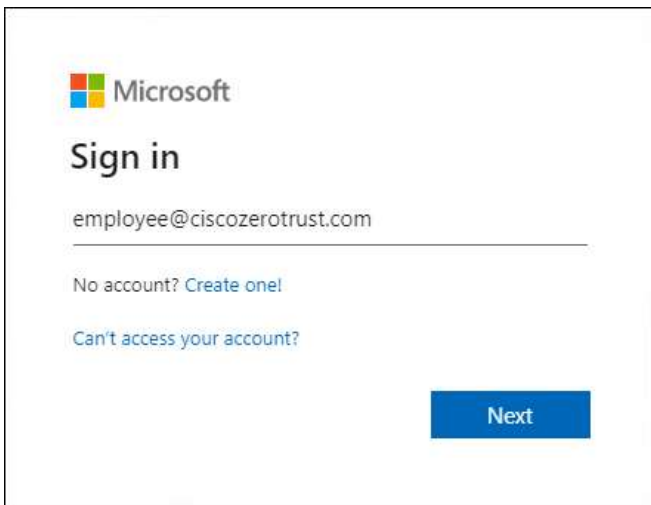 Microsoft
Sign in
employee@ciscozerotrust.com
No account? Create one!
Can't access your account?
Next